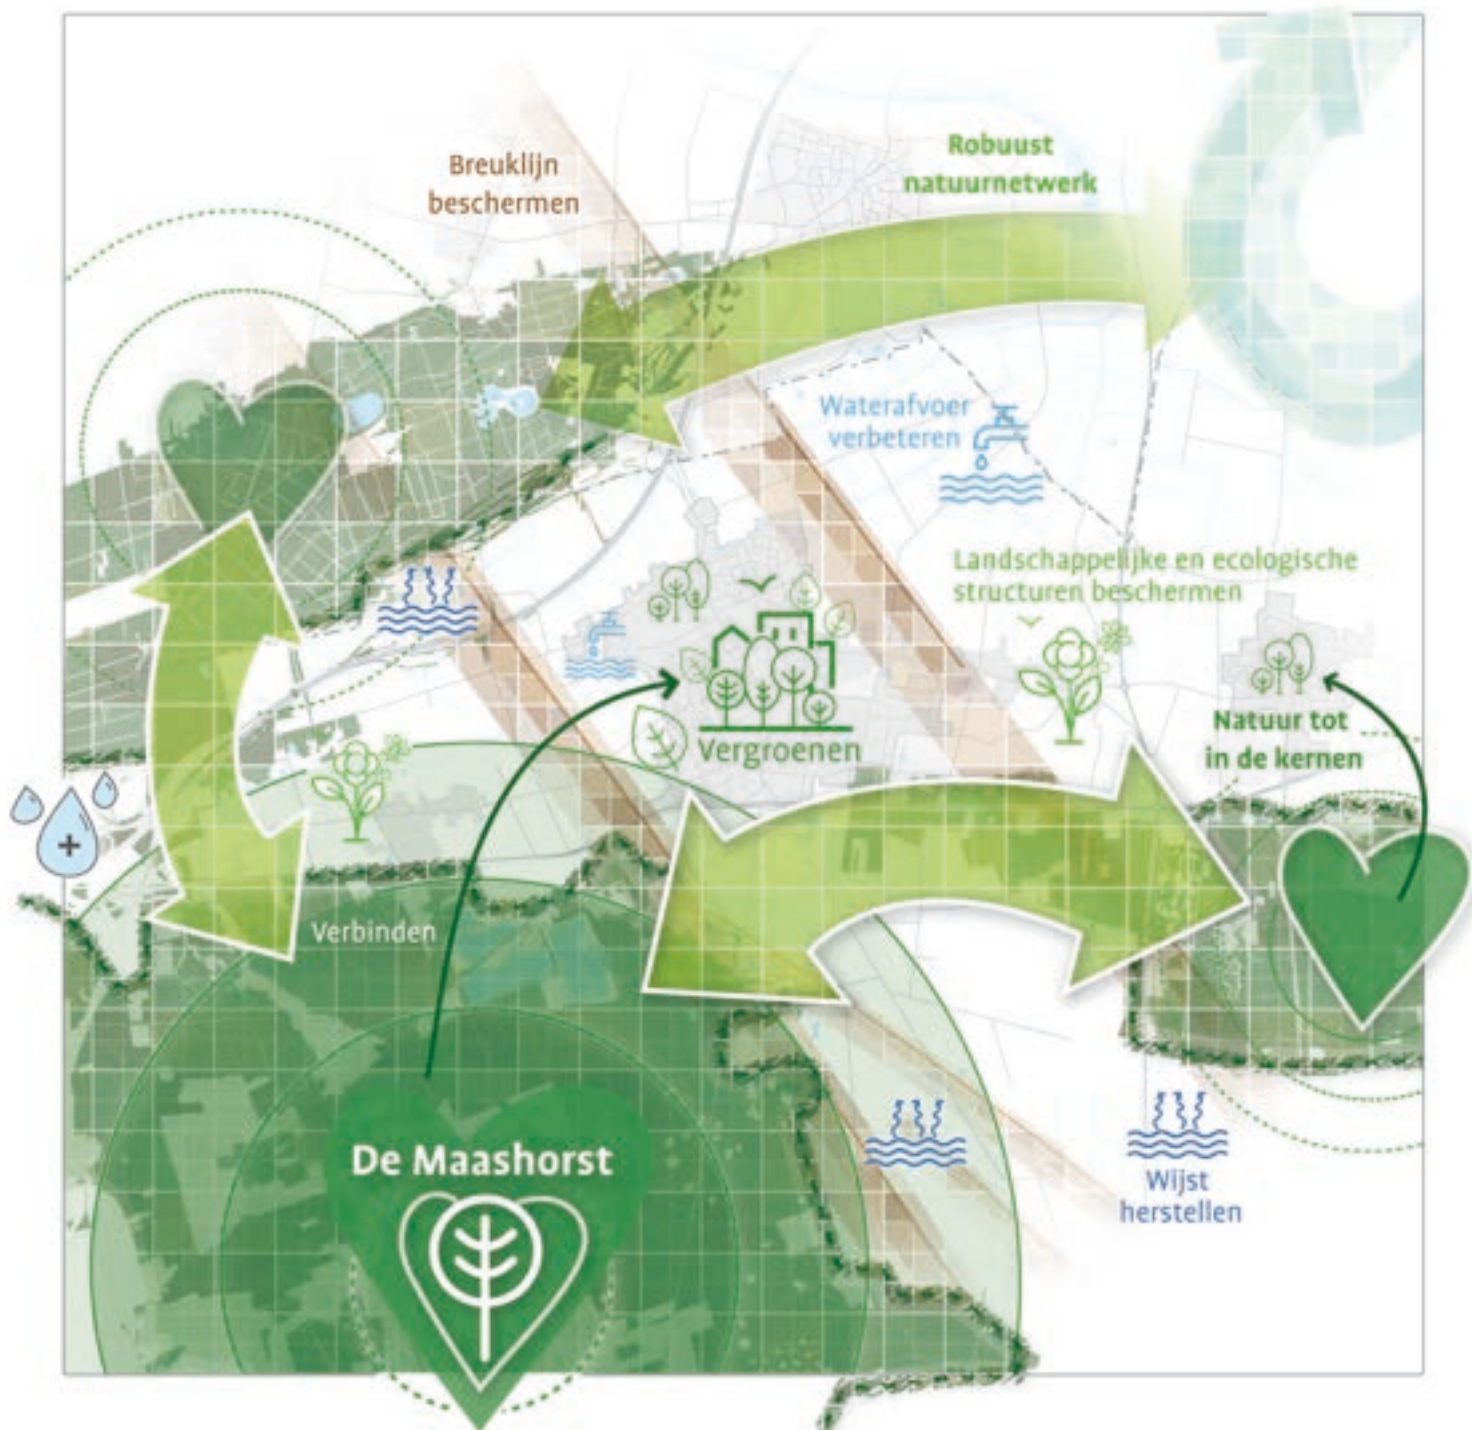 Robuust
natuurnetwerk
Breuklijn
beschermen
Waterafvoer
verbeteren
Landschappelijke en ecologische
structuren beschermen
Natuur tot
in de kernen
Vergroenen
+
Verbinden
De Maashorst
Wijst
herstellen